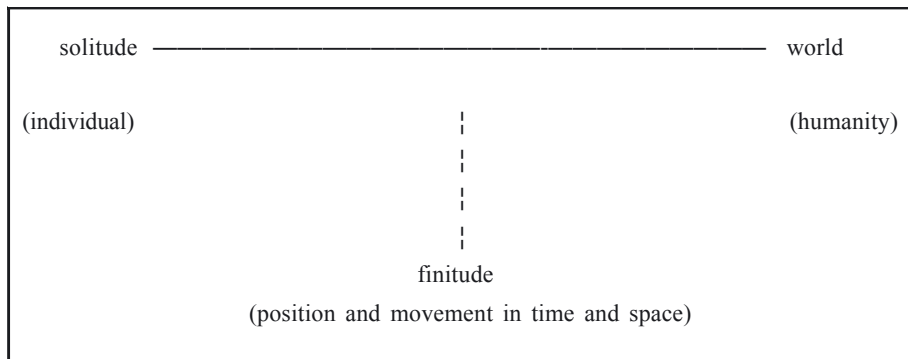 solitude world
(individual) (humanity)
finitude
(position and movement in time and space)